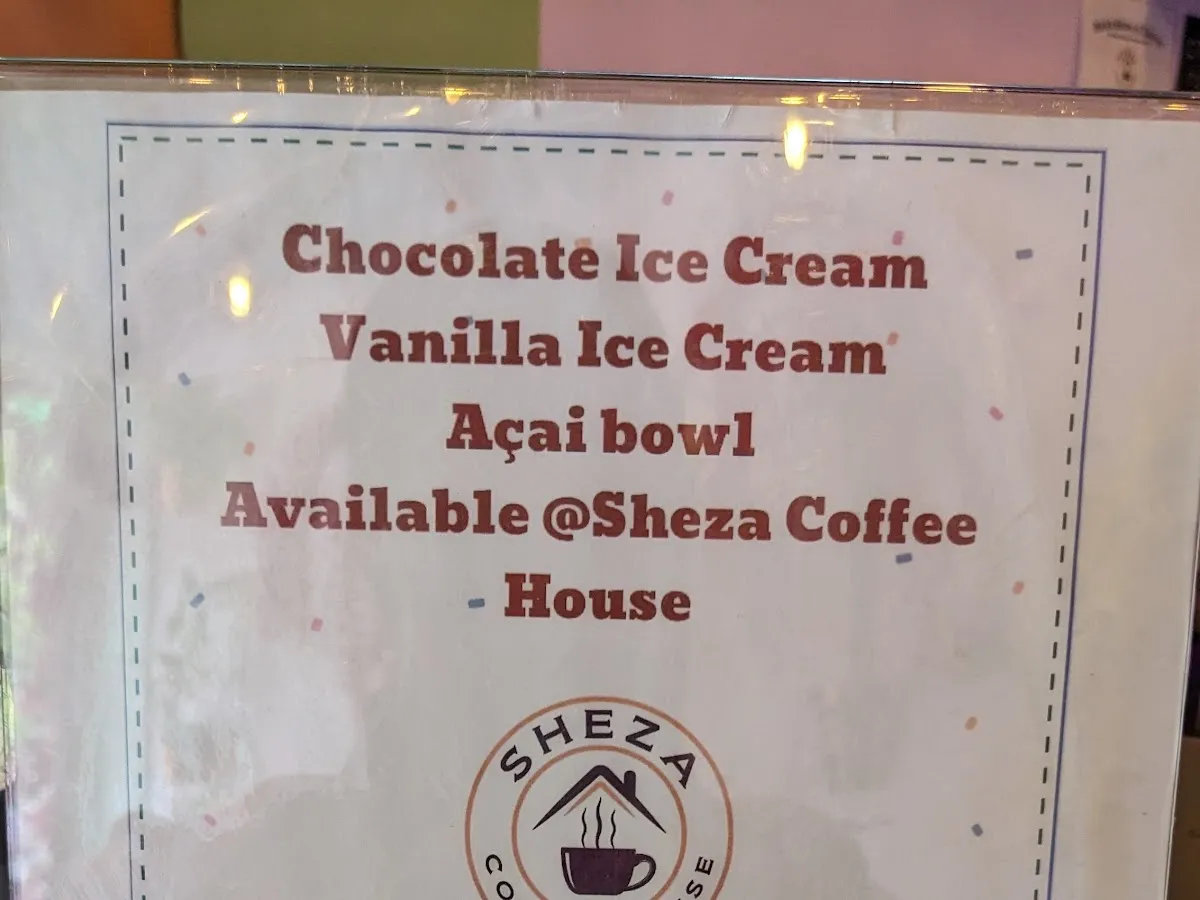 Chocolate Ice Cream
Vanilla Ice Cream
Açai bowl
Available @Sheza Coffee
House
SHEZA